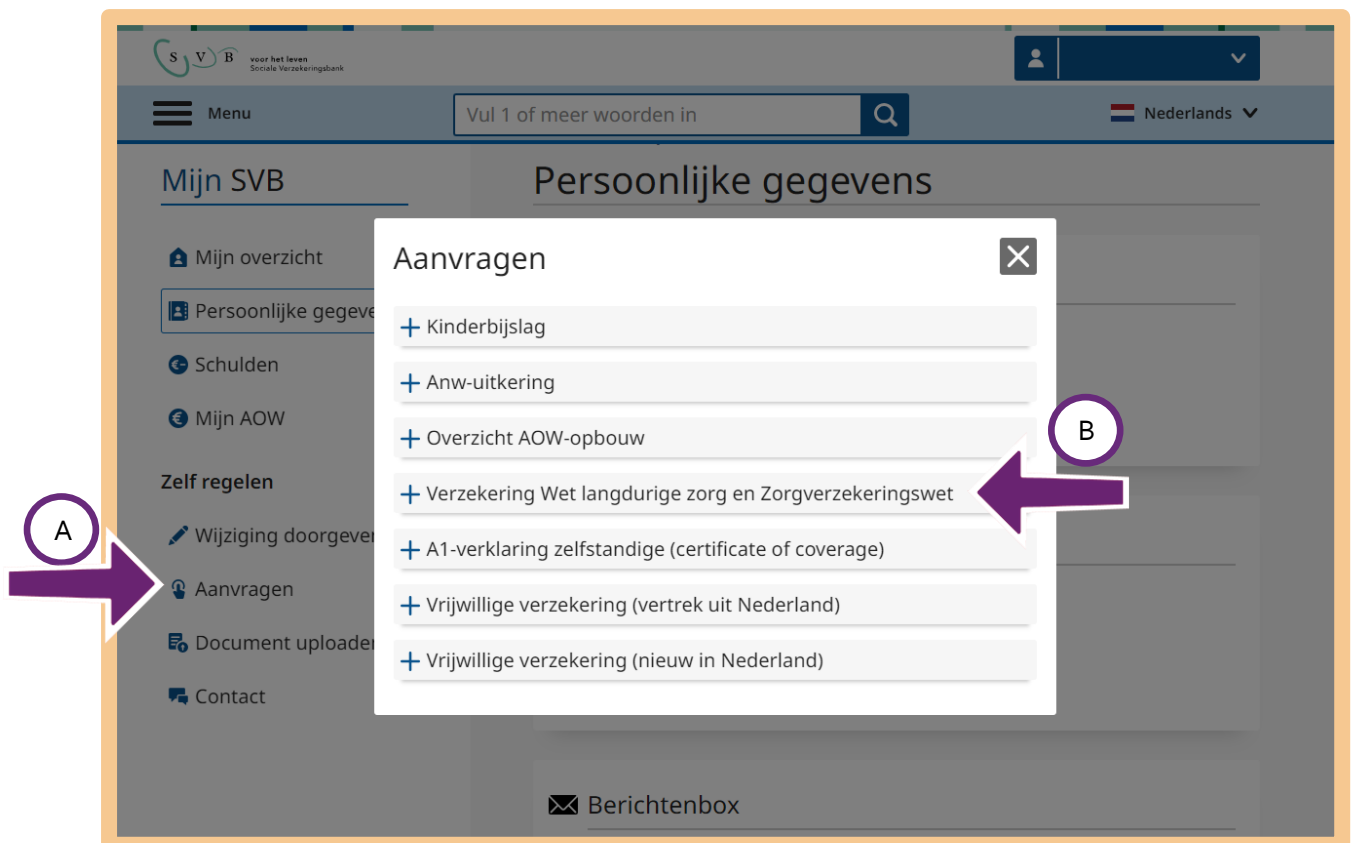 S V B
voor het leven
Sociale Verzekeringsbank
Menu
Vul 1 of meer woorden in
Nederlands
Mijn SVB
Mijn overzicht
Persoonlijke gegeve
Schulden
Mijn AOW
Zelf regelen
Wijziging doorgever
Aanvragen
Document uploader
Contact
Persoonlijke gegevens
Aanvragen
Kinderbijslag
Anw-uitkering
Overzicht AOW-opbouw
Verzekering Wet langdurige zorg en Zorgverzekeringswet
A1-verklaring zelfstandige (certificate of coverage)
Vrijwillige verzekering (vertrek uit Nederland)
Vrijwillige verzekering (nieuw in Nederland)
Berichtenbox
A
B